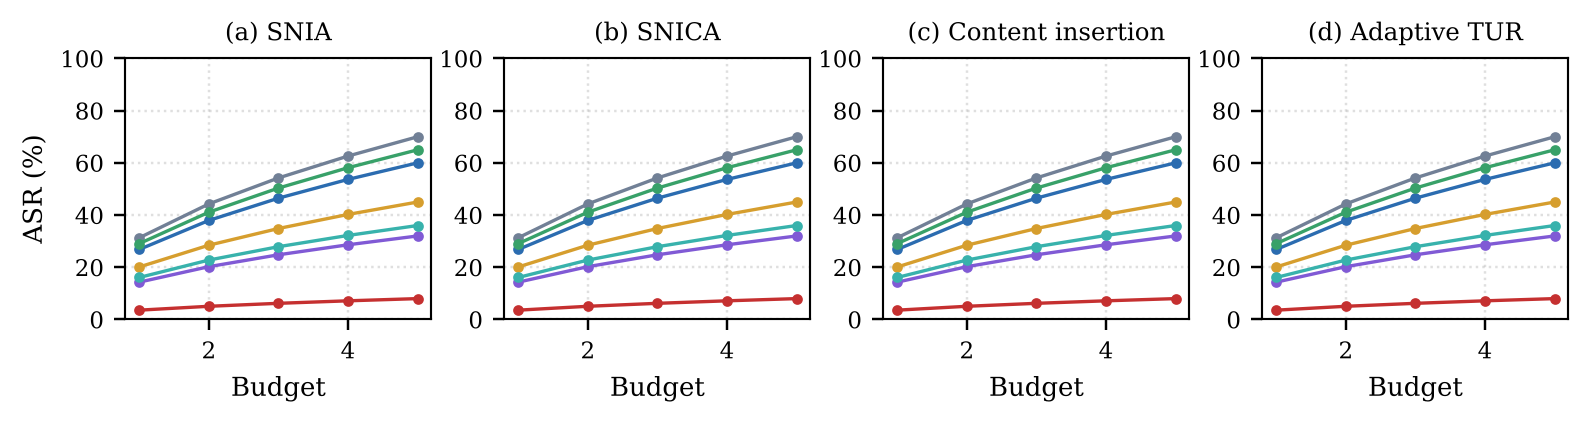 (a) SNIA (b) SNICA (c) Content insertion (d) Adaptive TUR
100 100 100 100
80 80 80 80
60 60 60 60
40 40 40 40
20 20 20 20
0 0 0 0
ASR (%)
2 4 2 4 2 4 2 4
Budget Budget Budget Budget